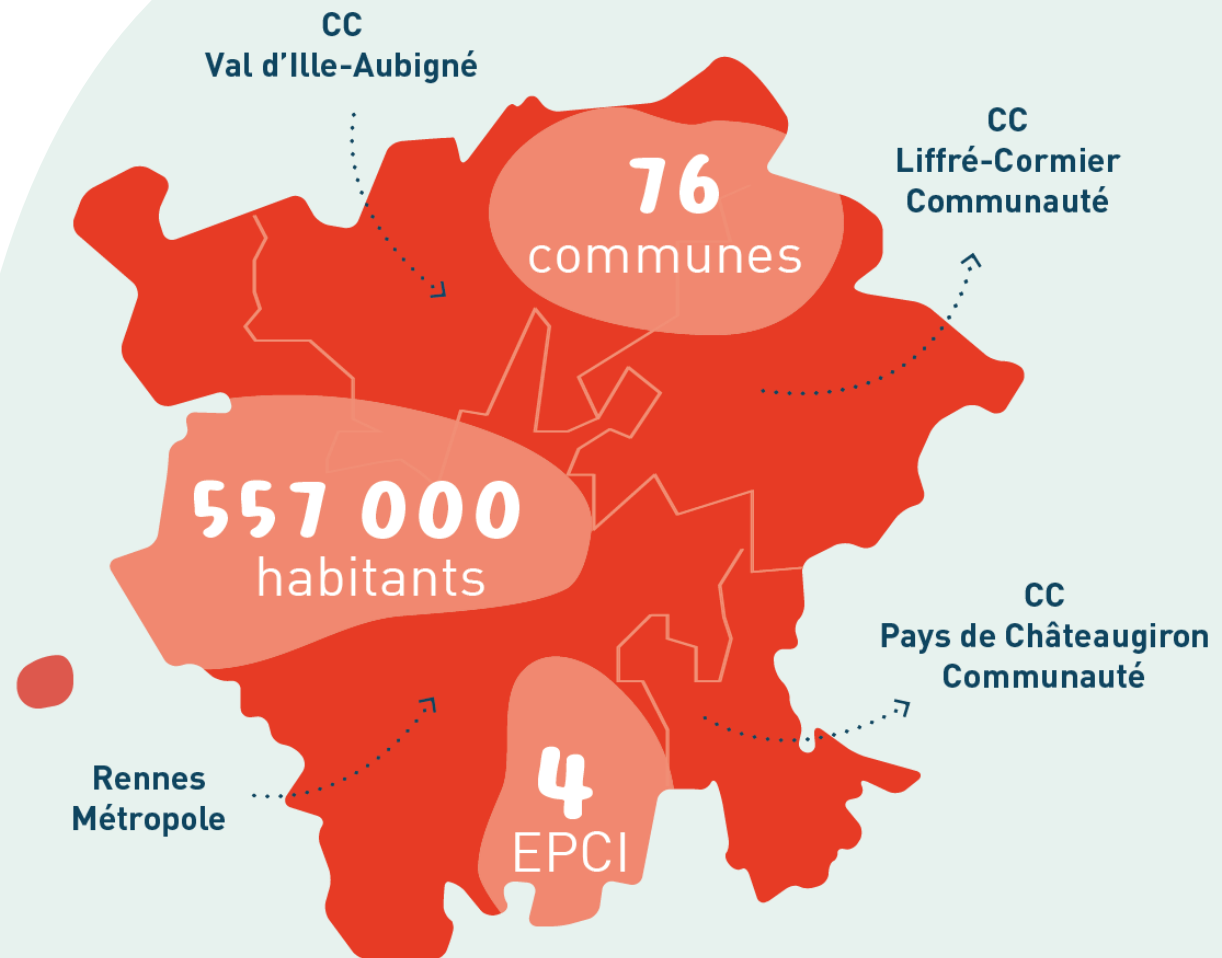 CC
Val d'Ille-Aubigné
CC
Liffré-Cormier
Communauté
76
communes
557 000
habitants
CC
Pays de Châteaugiron
Communauté
Rennes
Métropole
4
EPCI